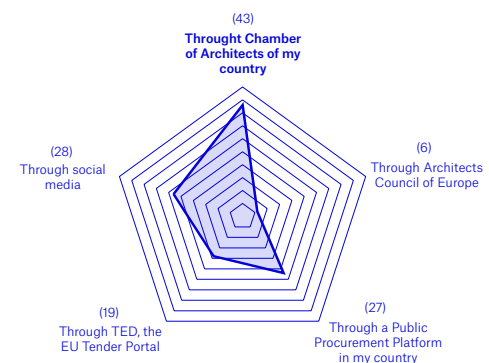 (43)
Throught Chamber
of Architects of my
country
(6)
Through Architects
Council of Europe
(28)
Through social
media
(19)
Through TED, the
EU Tender Portal
(27)
Through a Public
Procurement Platform
in my country